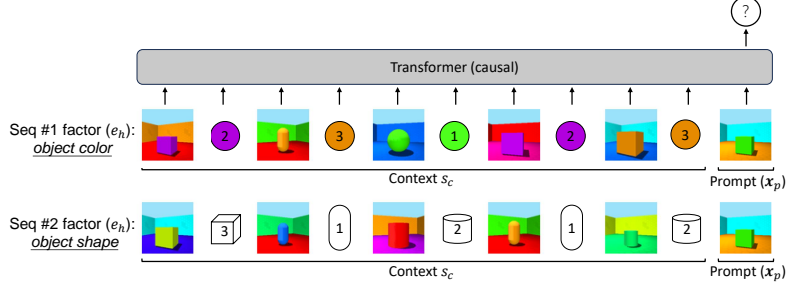 ?
Transformer (causal)
Seq #1 factor (e_h):
object color
2 3 1 2 3
Context s_c
Prompt (x_p)
Seq #2 factor (e_h):
object shape
3 1 2 1 2
Context s_c
Prompt (x_p)